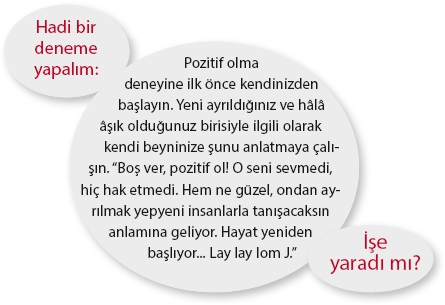 Hadi bir
deneme
yapalım:
Pozitif olma
deneyine ilk önce kendinizden
başlayın. Yeni ayrıldığınız ve hâlâ
âşık olduğunuz birisiyle ilgili olarak
kendi beyninize şunu anlatmaya çalı-
şın. “Boş ver, pozitif ol! O seni sevmedi,
hiç hak etmedi. Hem ne güzel, ondan ay-
rılmak yepyeni insanlarla tanışacaksın
anlamına geliyor. Hayat yeniden
başlıyor... Lay lay lom J.”
İşe
yaradı mı?